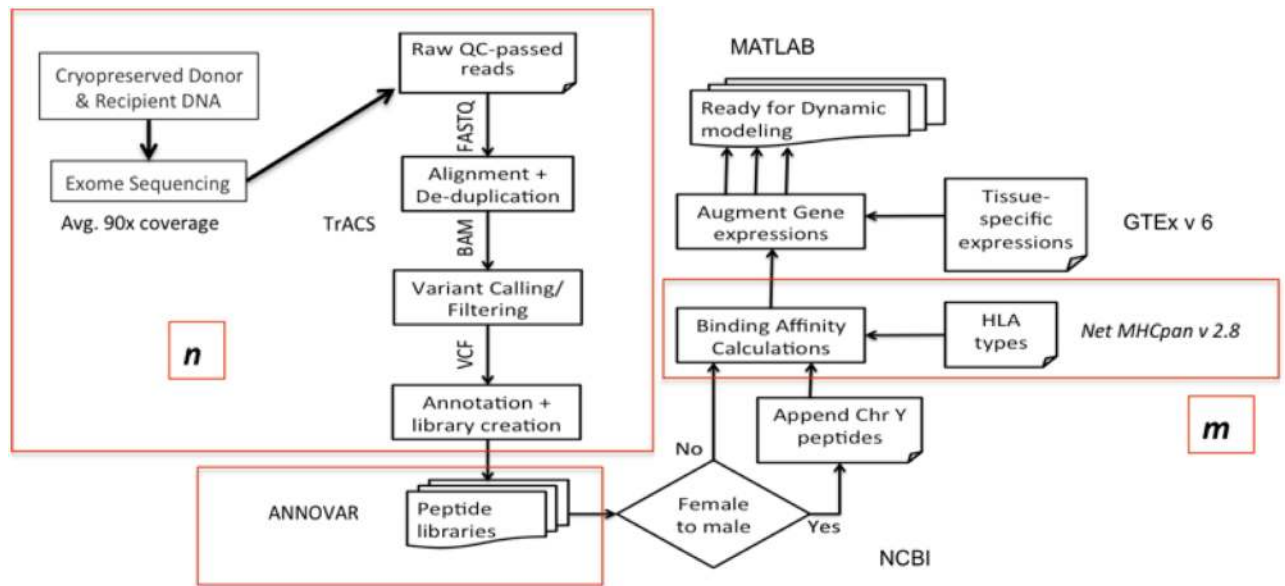 Cryopreserved Donor
& Recipient DNA
Exome Sequencing
Avg. 90x coverage
TrACS
Raw QC-passed
reads
FASTQ
Alignment +
De-duplication
BAM
Variant Calling/
Filtering
VCF
Annotation +
library creation
n
ANNOVAR
Peptide
libraries
Female
to male
No
Yes
NCBI
Append Chr Y
peptides
m
Binding Affinity
Calculations
HLA
types
Net MHCpan v 2.8
Augment Gene
expressions
Tissue-
specific
expressions
GTEx v 6
Ready for Dynamic
modeling
MATLAB